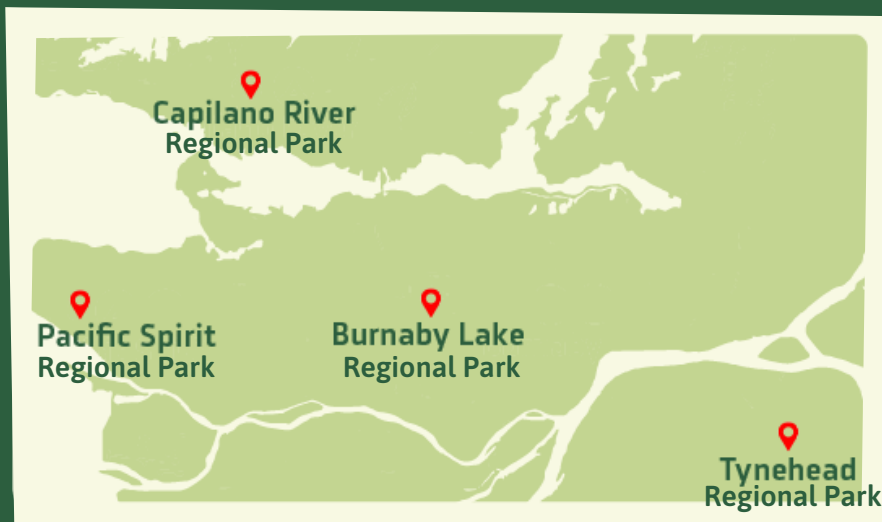 Capilano River
Regional Park
Pacific Spirit
Regional Park
Burnaby Lake
Regional Park
Tynehead
Regional Park